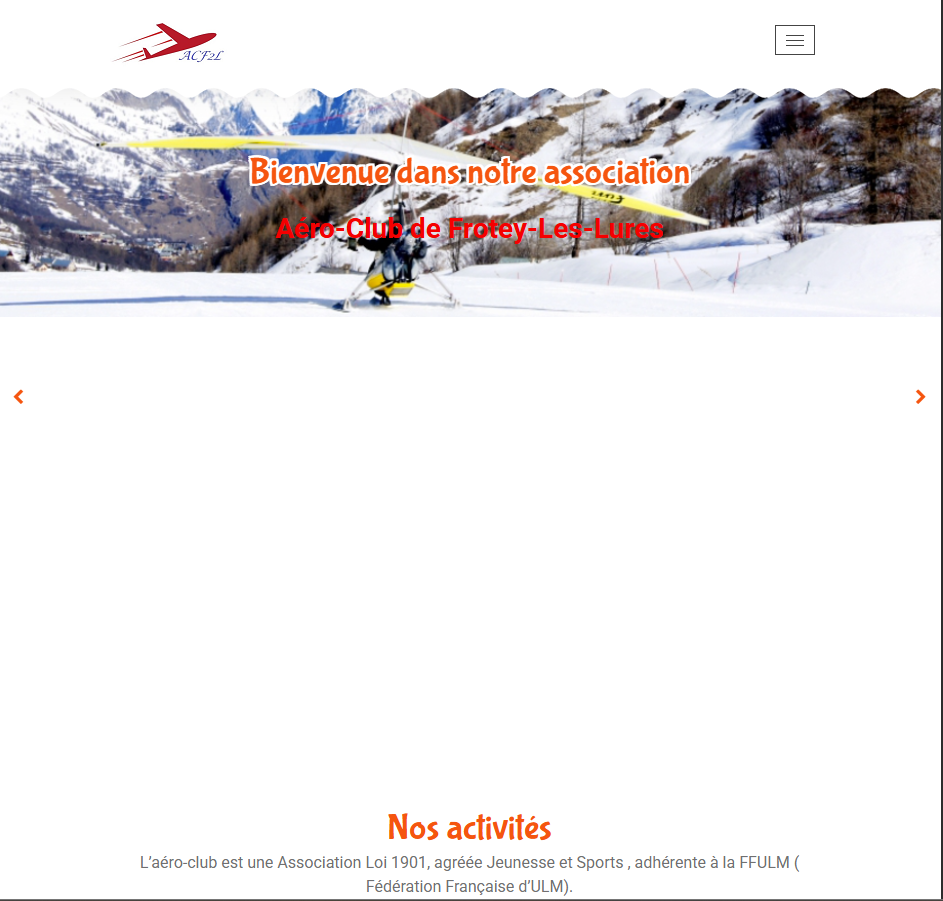 ACF2L
Bienvenue dans notre association
Aéro-Club de Frotey-Les-Lures
Nos activités
L’aéro-club est une Association Loi 1901, agréée Jeunesse et Sports , adhérente à la FFULM (
Fédération Française d’ULM).